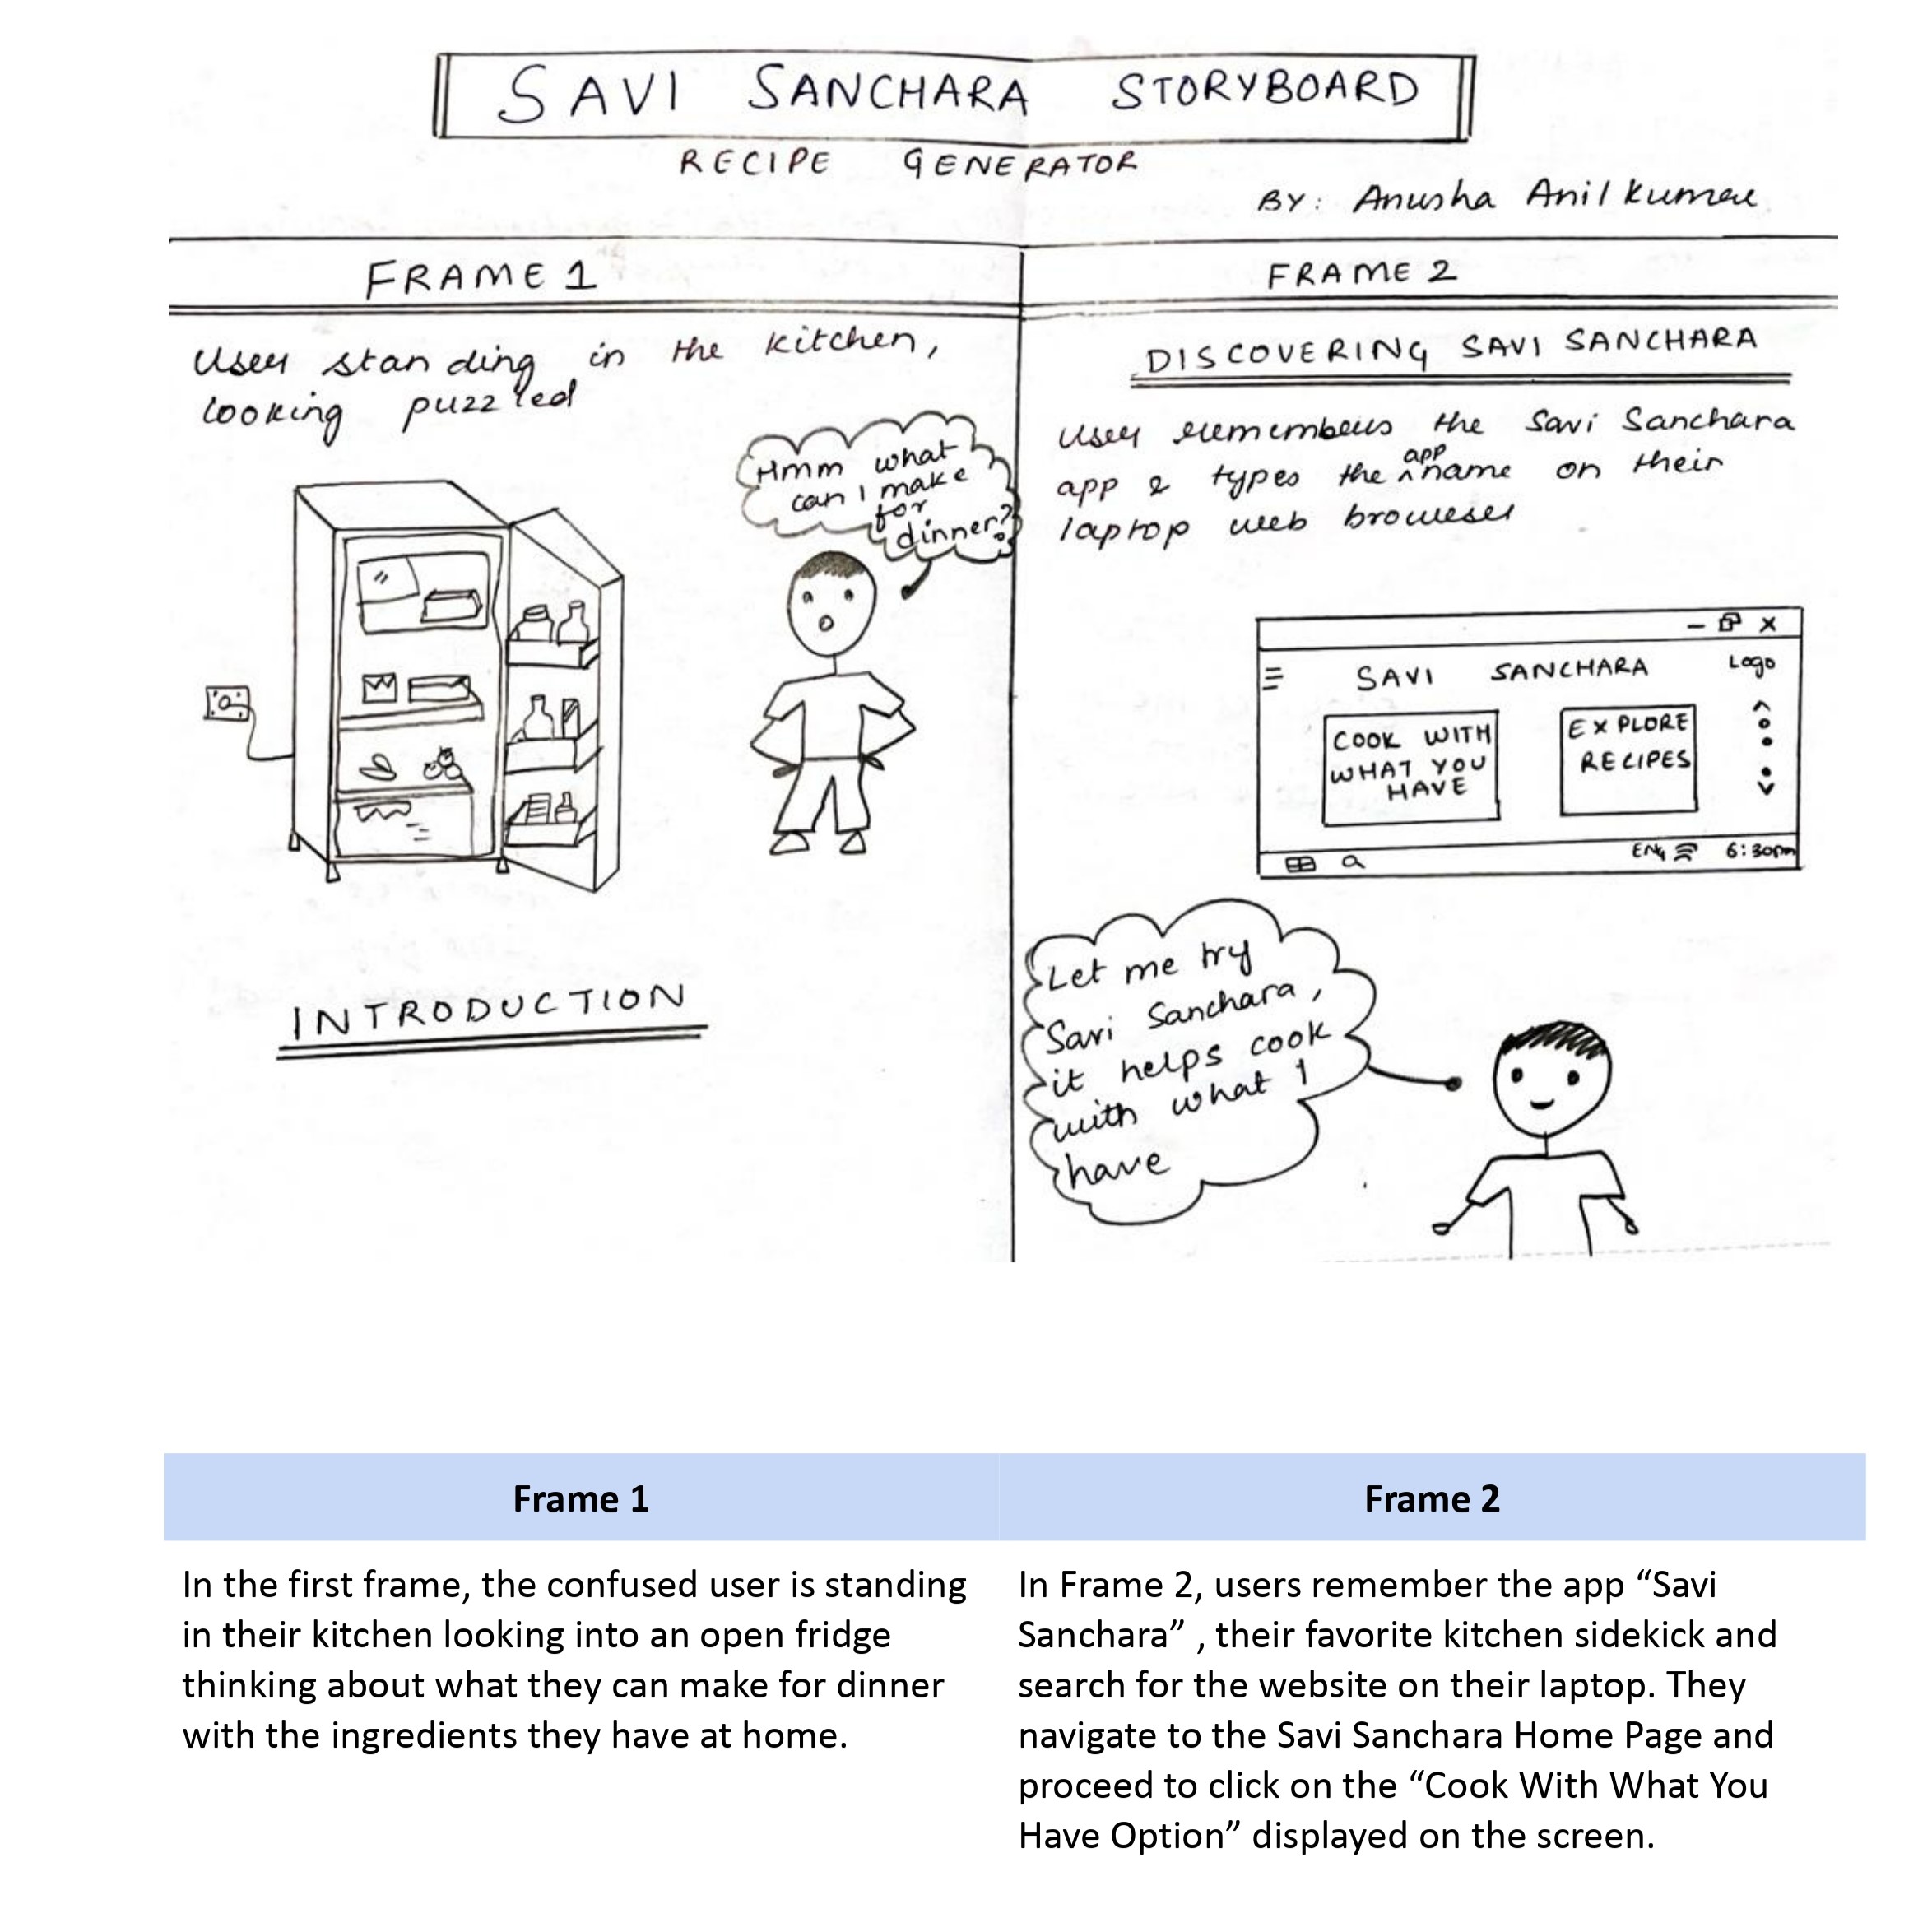 SAVI SANCHARA STORYBOARD
RECIPE GENERATOR
BY: Anusha Anilkumar
FRAME 1
User standing in the kitchen,
looking puzzled
Hmm what
can I make
for
dinner?
INTRODUCTION
FRAME 2
DISCOVERING SAVI SANCHARA
User remembers the Savi Sanchara
app & types the app name on their
laptop web browser
SAVI SANCHARA Logo
COOK WITH
WHAT YOU
HAVE
EXPLORE
RECIPES
ENG 6:30pm
Let me try
Savi Sanchara,
it helps cook
with what I
have
Frame 1
In the first frame, the confused user is standing
in their kitchen looking into an open fridge
thinking about what they can make for dinner
with the ingredients they have at home.
Frame 2
In Frame 2, users remember the app “Savi
Sanchara” , their favorite kitchen sidekick and
search for the website on their laptop. They
navigate to the Savi Sanchara Home Page and
proceed to click on the “Cook With What You
Have Option” displayed on the screen.